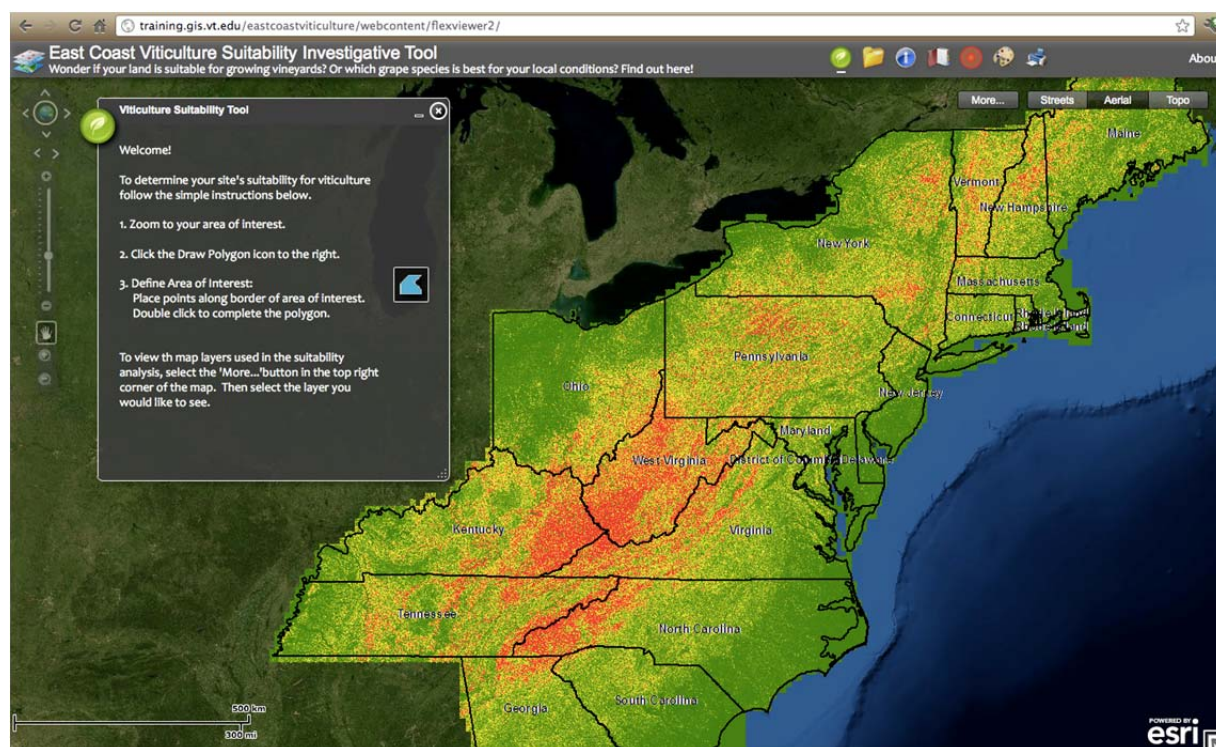 training.gis.vt.edu/eastcoastviticulture/webcontent/flexviewer2/
East Coast Viticulture Suitability Investigative Tool
Wonder if your land is suitable for growing vineyards? Or which grape species is best for your local conditions? Find out here!
Abou
More... Streets Aerial Topo
Viticulture Suitability Tool
Welcome!
To determine your site's suitability for viticulture
follow the simple instructions below.
1. Zoom to your area of interest.
2. Click the Draw Polygon icon to the right.
3. Define Area of Interest:
Place points along border of area of interest.
Double click to complete the polygon.
To view th map layers used in the suitability
analysis, select the 'More...'button in the top right
corner of the map. Then select the layer you
would like to see.
Maine
Vermont
New Hampshire
New York
Massachusetts
Connecticut
Rhode Island
Pennsylvania
Ohio
New Jersey
Maryland
West Virginia
District of Columb
Delaware
Kentucky
Virginia
Tennessee
North Carolina
South Carolina
Georgia
500 km
300 mi
POWERED BY
esri